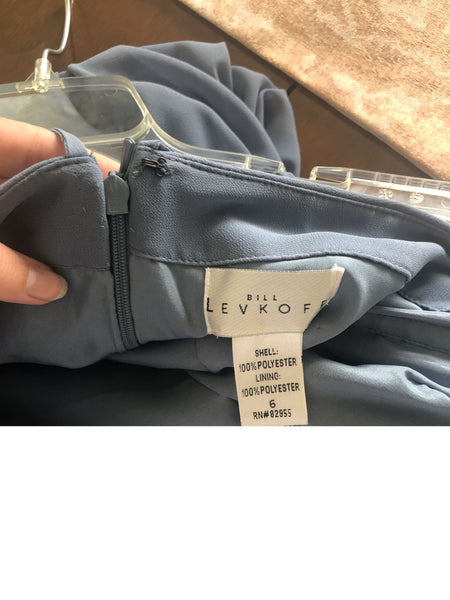 BILL
LEVKOFF
SHELL:
100%POLYESTER
LINING:
100%POLYESTER
6
RN#82955